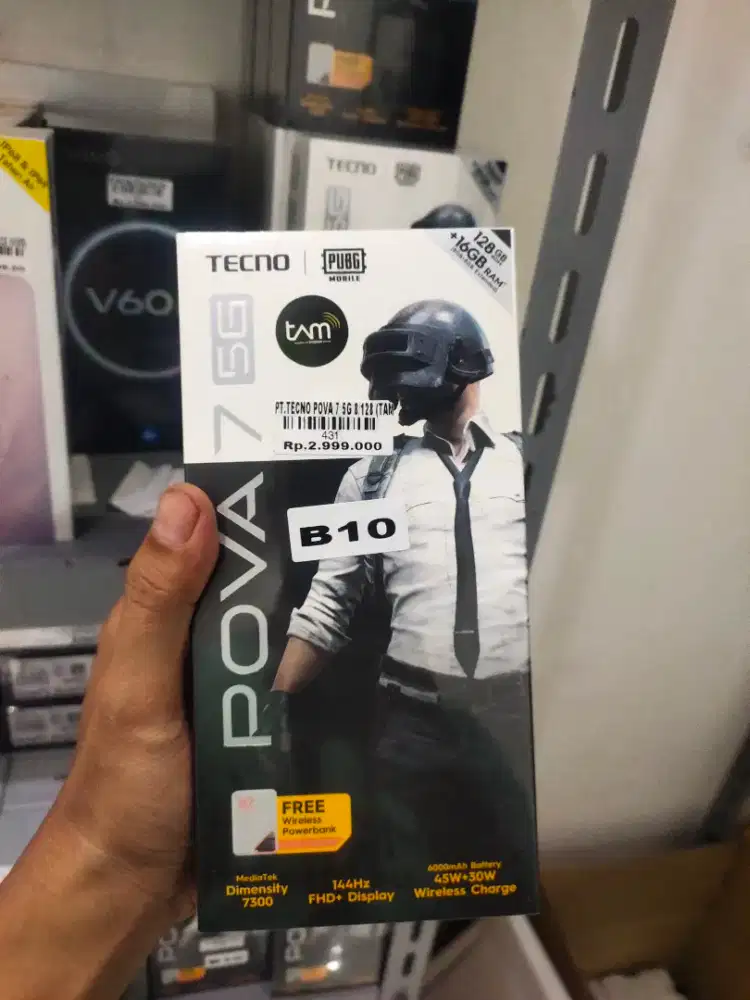 TECNO
V60
TECNO | PUBG
MOBILE
128GB
+16GB RAM
5G
tam
PT.TECNO POVA 7 5G 8/128 (TAM
431
Rp.2.999.000
B10
POVA 7
FREE
Wireless
Powerbank
MediaTek
Dimensity
7300
144Hz
FHD+ Display
6000mAh Battery
45W+30W
Wireless Charge